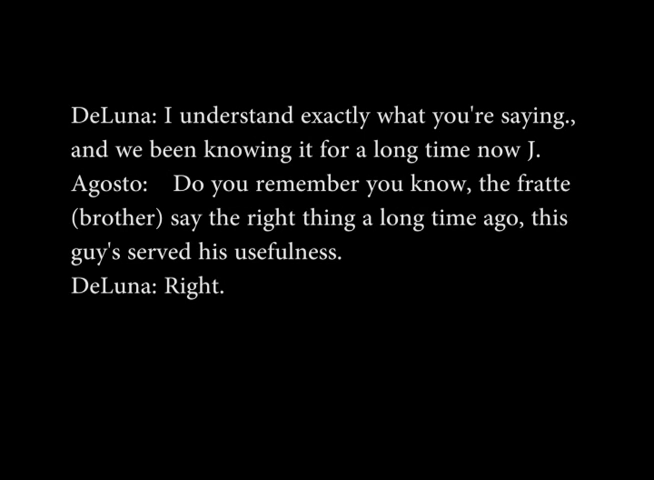 DeLuna: I understand exactly what you're saying.,
and we been knowing it for a long time now J.
Agosto: Do you remember you know, the fratte
(brother) say the right thing a long time ago, this
guy's served his usefulness.
DeLuna: Right.